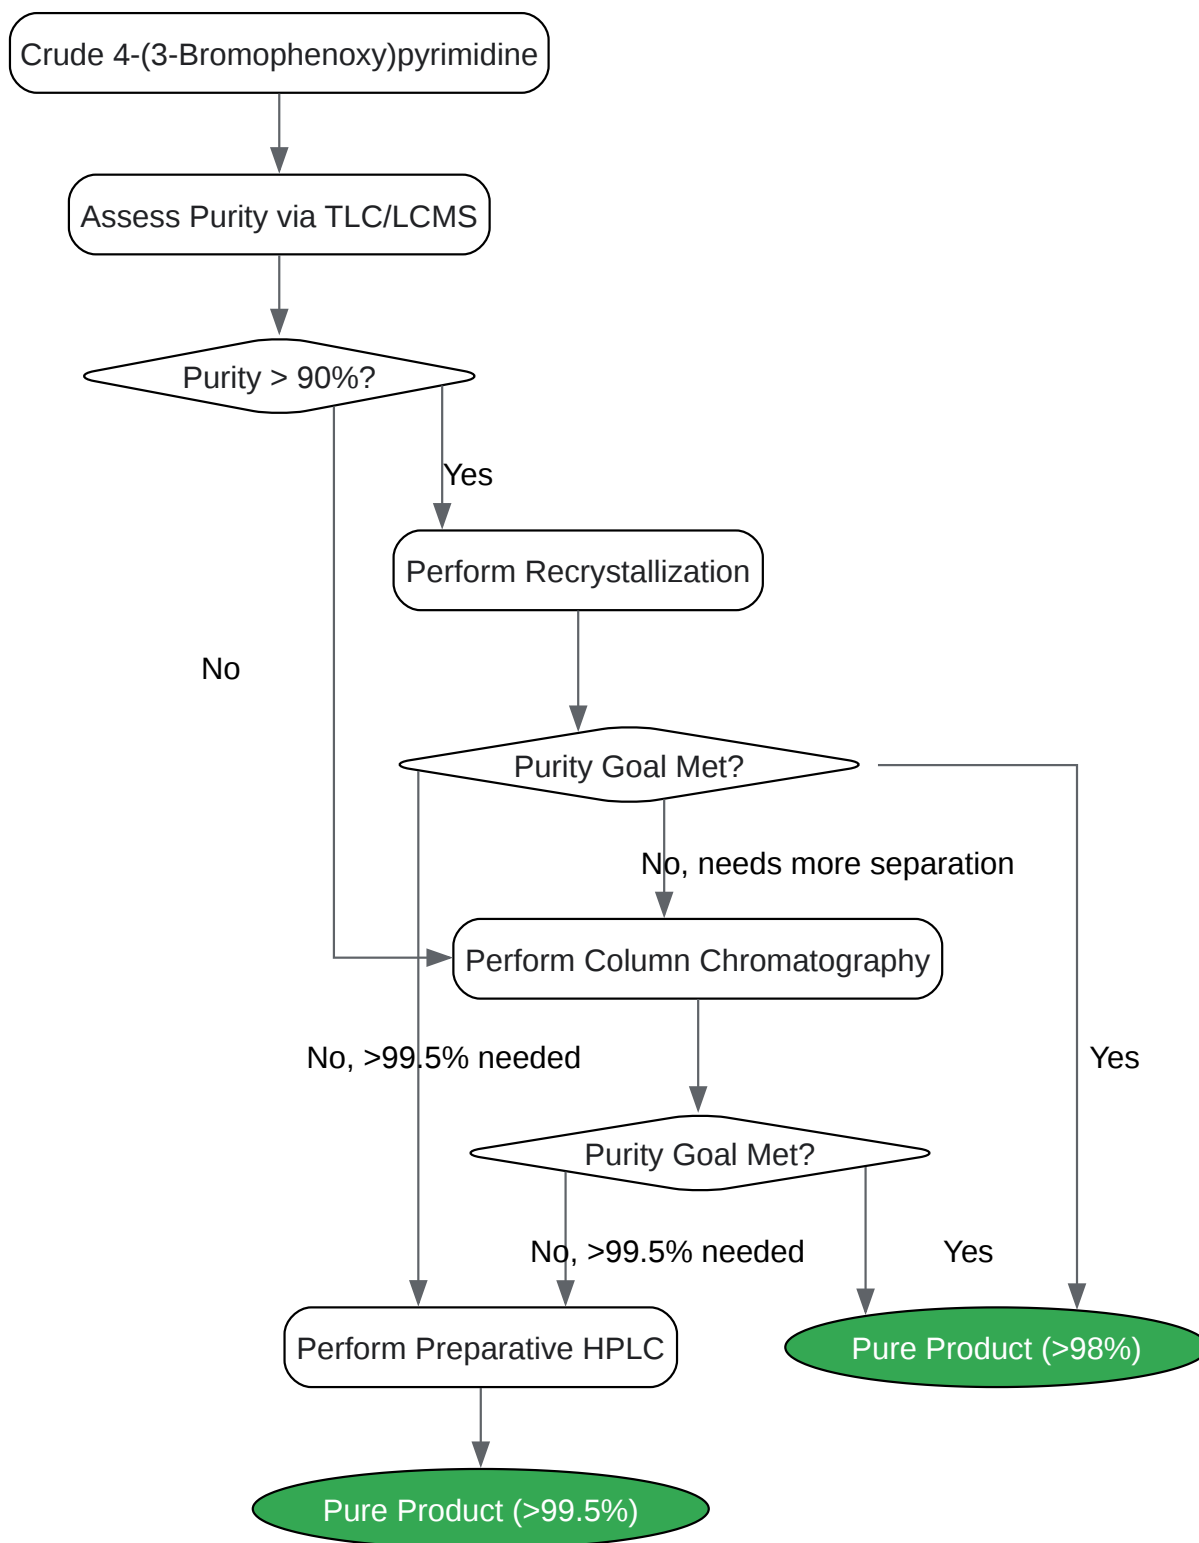 Crude 4-(3-Bromophenoxy)pyrimidine
Assess Purity via TLC/LCMS
Purity > 90%?
Yes
Perform Recrystallization
No
Purity Goal Met?
No, needs more separation
Perform Column Chromatography
No, >99.5% needed
Yes
Purity Goal Met?
No, >99.5% needed
Yes
Perform Preparative HPLC
Pure Product (>98%)
Pure Product (>99.5%)